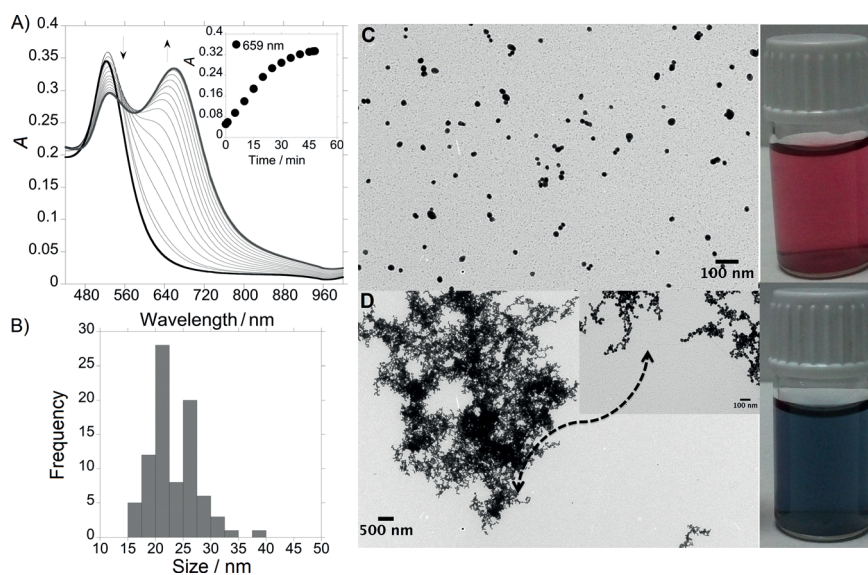 A)
0.4
0.35
0.3
0.25
0.2
0.15
0.1
0.05
0
A
480 560 640 720 800 880 960
Wavelength / nm
0.4
0.32
0.24
0.16
0.08
0
A
659 nm
0 15 30 45 60
Time / min
B)
30
25
20
15
10
5
0
Frequency
10 15 20 25 30 35 40 45 50
Size / nm
C
100 nm
D
100 nm
500 nm